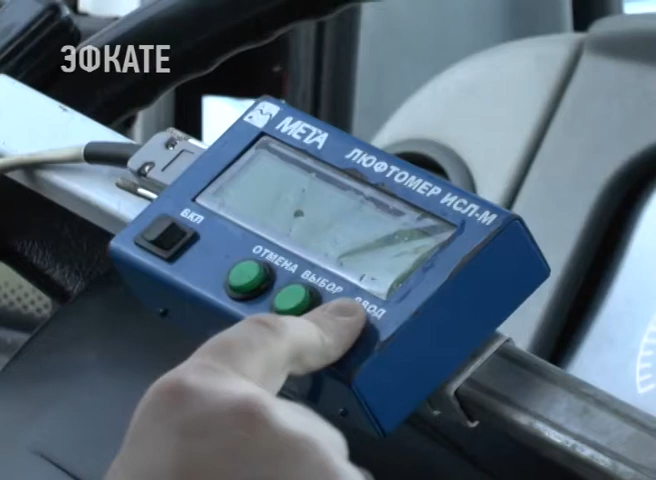 ЭФКАТЕ
МЕТА
ЛЮФТОМЕР ИСЛ-М
ВКЛ
ОТМЕНА ВЫБОР ВВОД